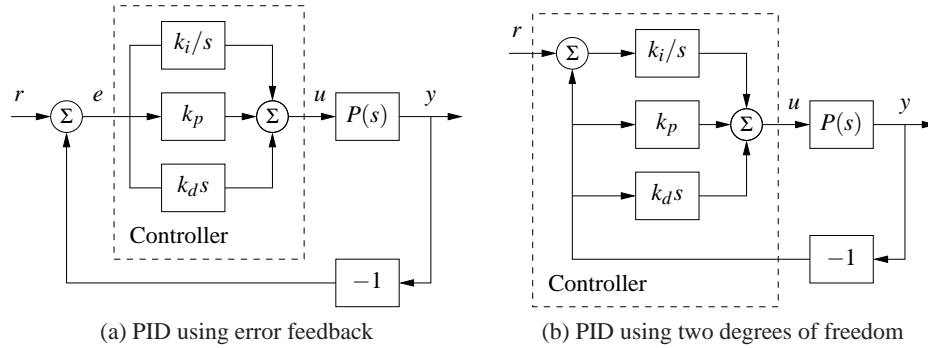 r
Σ
e
k_i/s
k_p
k_d s
Σ
u
P(s)
y
Controller
−1
(a) PID using error feedback
r
Σ
k_i/s
k_p
k_d s
Σ
u
P(s)
y
−1
Controller
(b) PID using two degrees of freedom